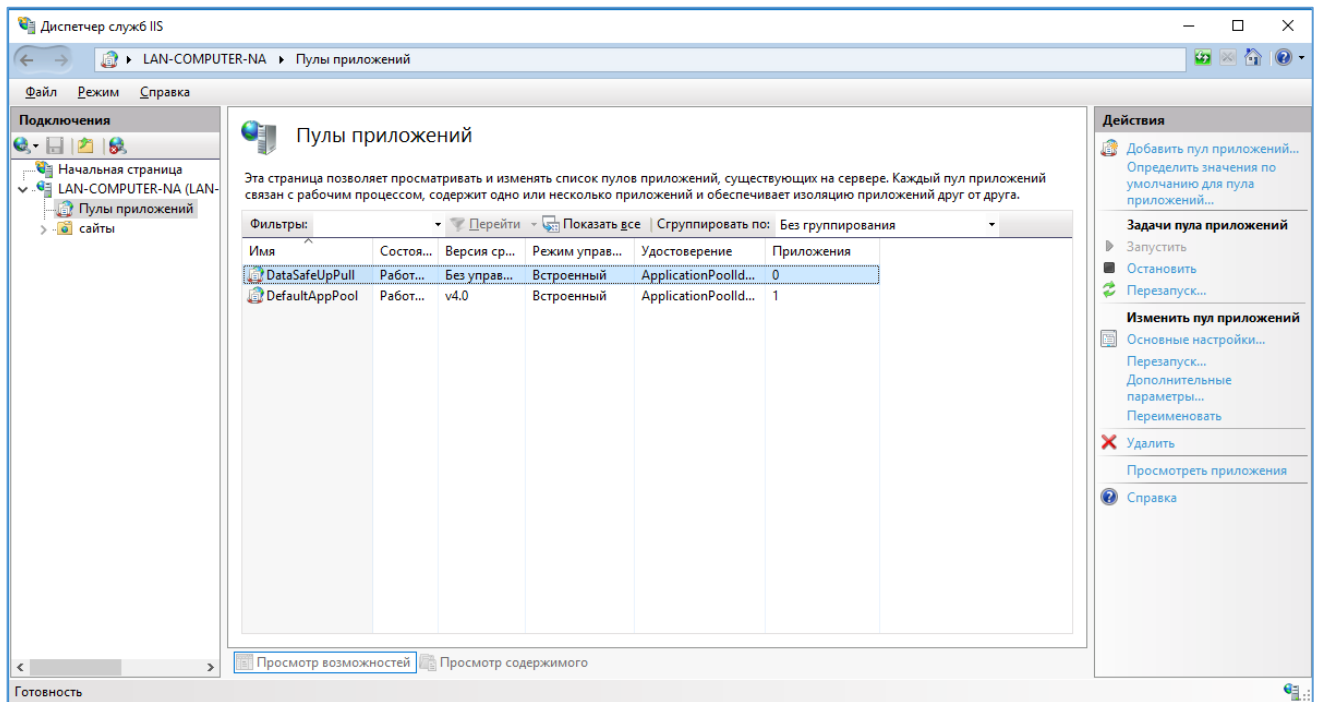 Диспетчер служб IIS
LAN-COMPUTER-NA
Пулы приложений
Файл Режим Справка
Подключения
Начальная страница
LAN-COMPUTER-NA (LAN-
Пулы приложений
сайты
Пулы приложений
Эта страница позволяет просматривать и изменять список пулов приложений, существующих на сервере. Каждый пул приложений
связан с рабочим процессом, содержит одно или несколько приложений и обеспечивает изоляцию приложений друг от друга.
Фильтры: Перейти Показать все Сгруппировать по: Без группирования
Имя Состоя... Версия ср... Режим управ... Удостоверение Приложения
DataSafeUpPull Работ... Без управ... Встроенный ApplicationPoolId... 0
DefaultAppPool Работ... v4.0 Встроенный ApplicationPoolId... 1
Просмотр возможностей Просмотр содержимого
Действия
Добавить пул приложений...
Определить значения по
умолчанию для пула
приложений...
Задачи пула приложений
Запустить
Остановить
Перезапуск...
Изменить пул приложений
Основные настройки...
Перезапуск...
Дополнительные
параметры...
Переименовать
Удалить
Просмотреть приложения
Справка
Готовность